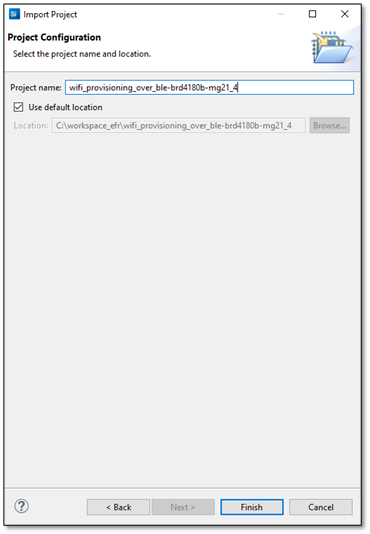 Si Import Project
Project Configuration
Select the project name and location.
Project name: wifi_provisioning_over_ble-brd4180b-mg21_4
Use default location
Location: C:\workspace_efr\wifi_provisioning_over_ble-brd4180b-mg21_4 Browse...
? < Back Next > Finish Cancel